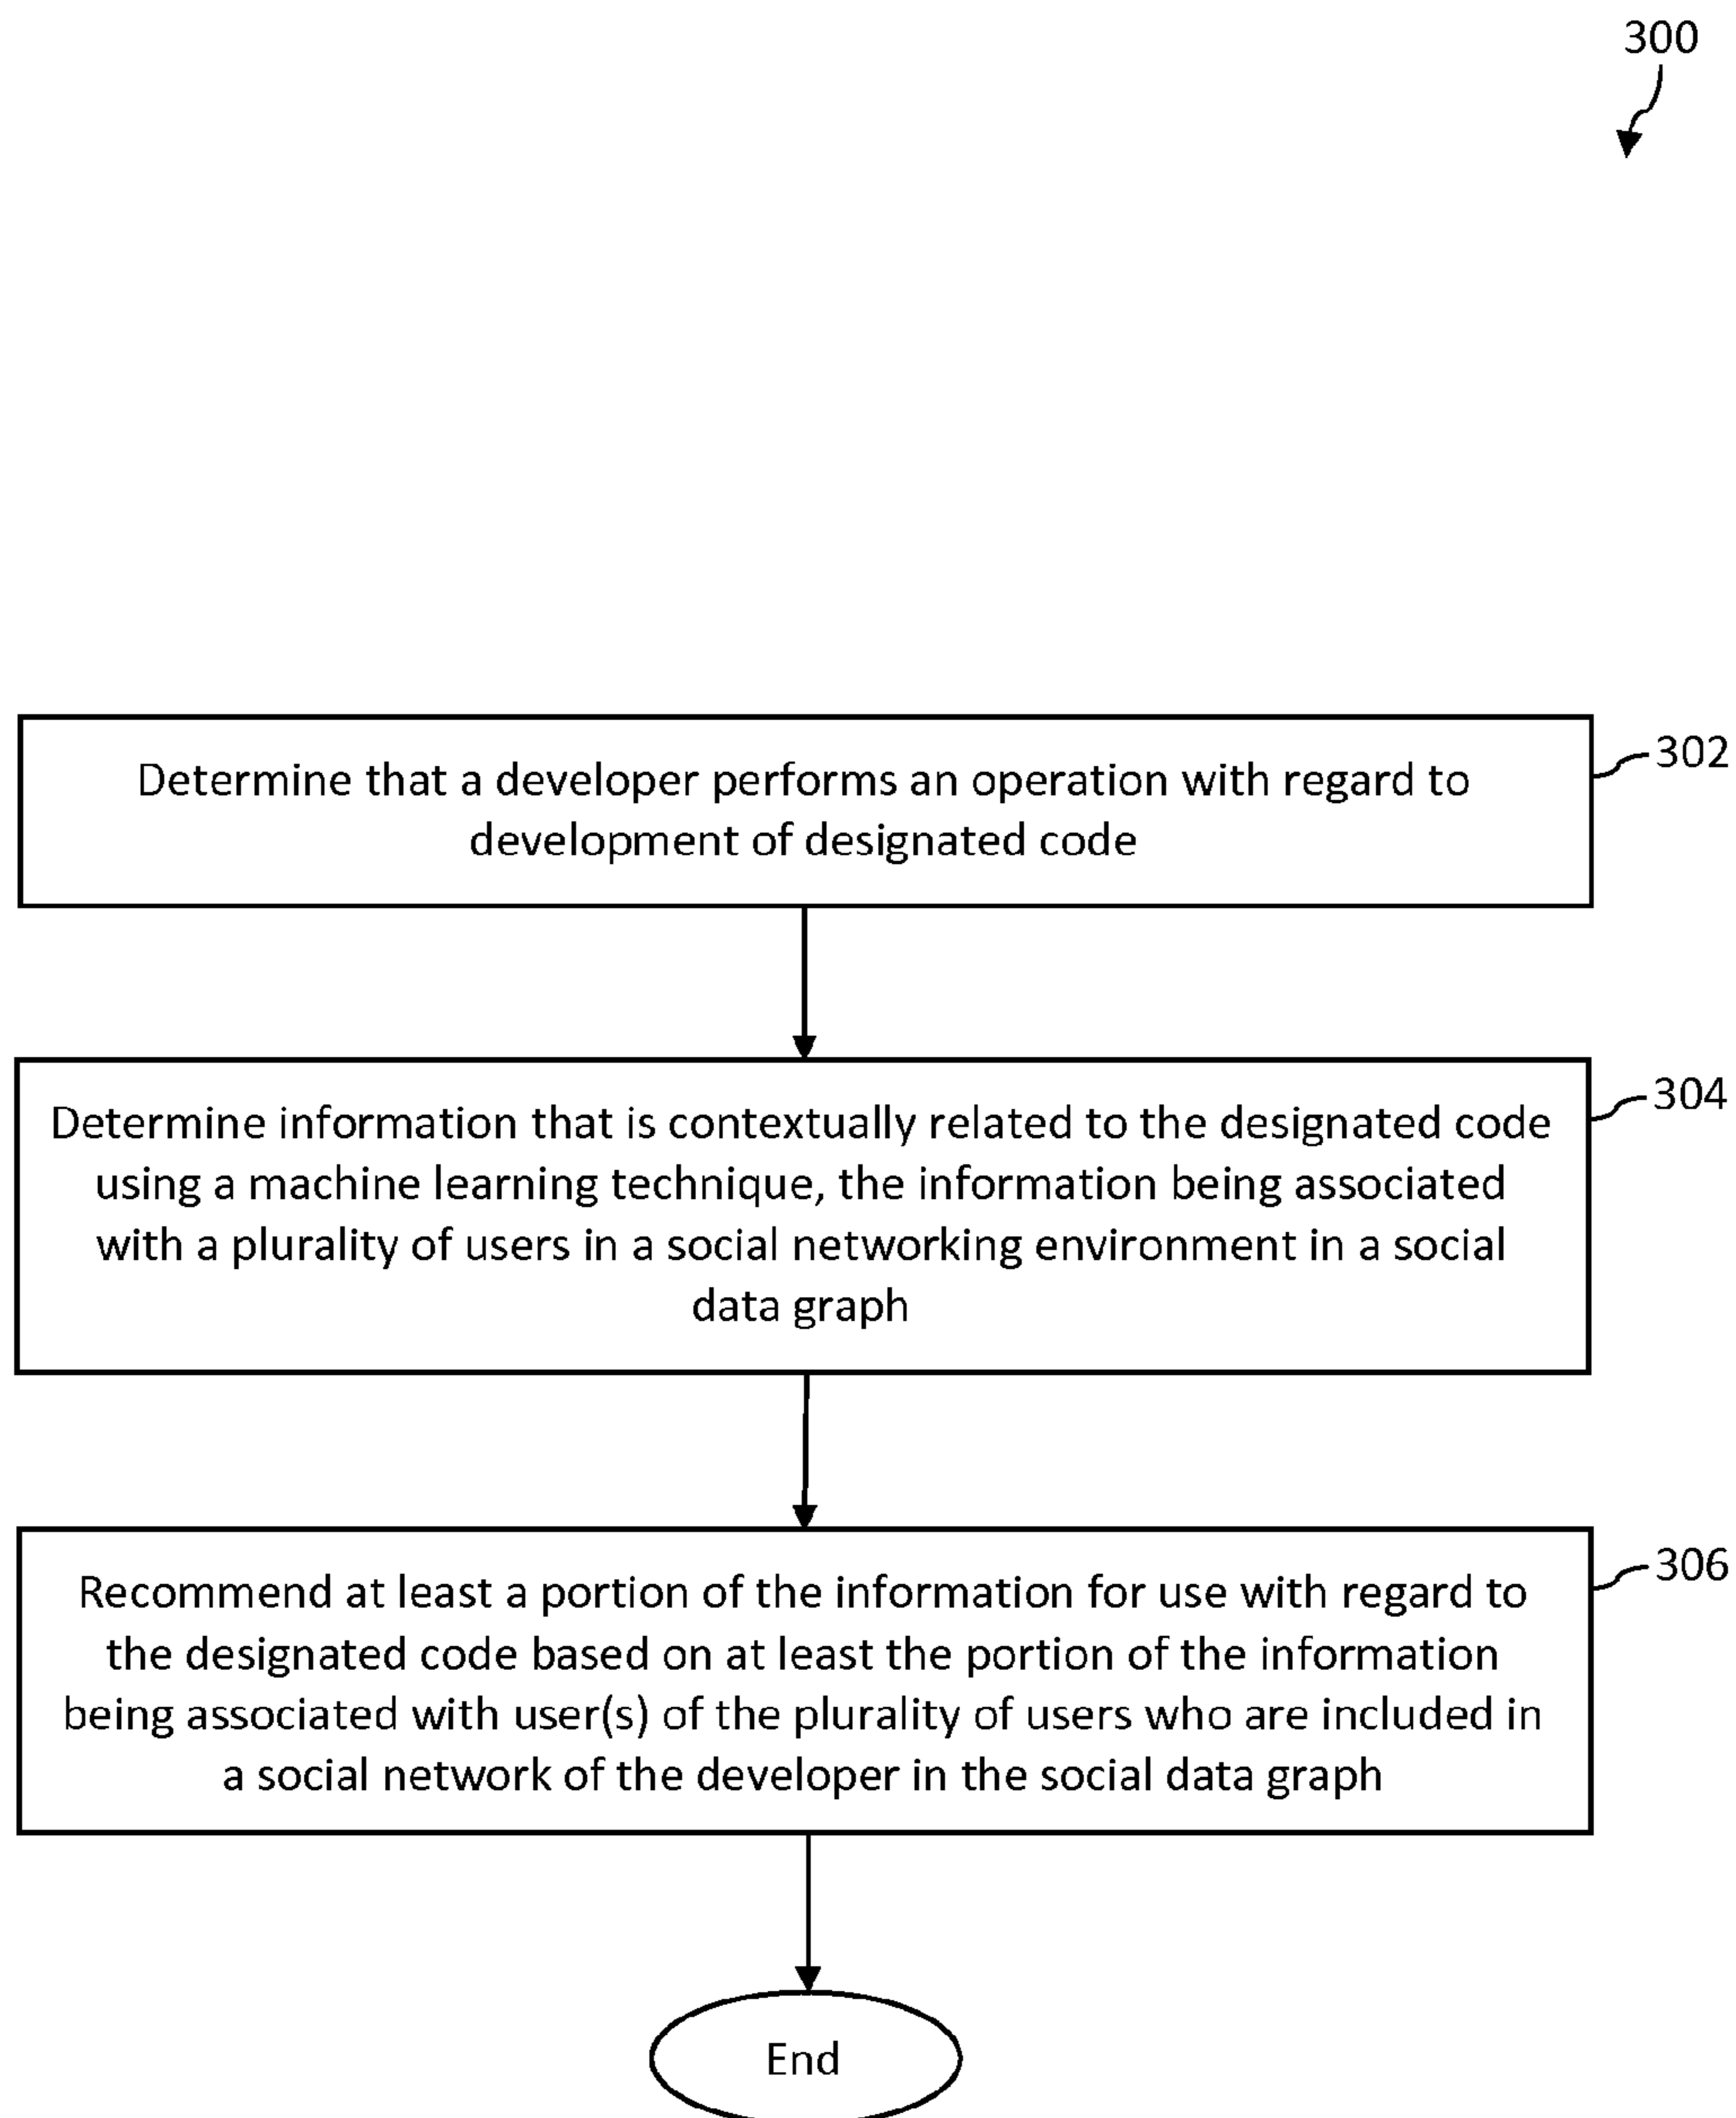 300
Determine that a developer performs an operation with regard to
development of designated code
302
Determine information that is contextually related to the designated code
using a machine learning technique, the information being associated
with a plurality of users in a social networking environment in a social
data graph
304
Recommend at least a portion of the information for use with regard to
the designated code based on at least the portion of the information
being associated with user(s) of the plurality of users who are included in
a social network of the developer in the social data graph
306
End